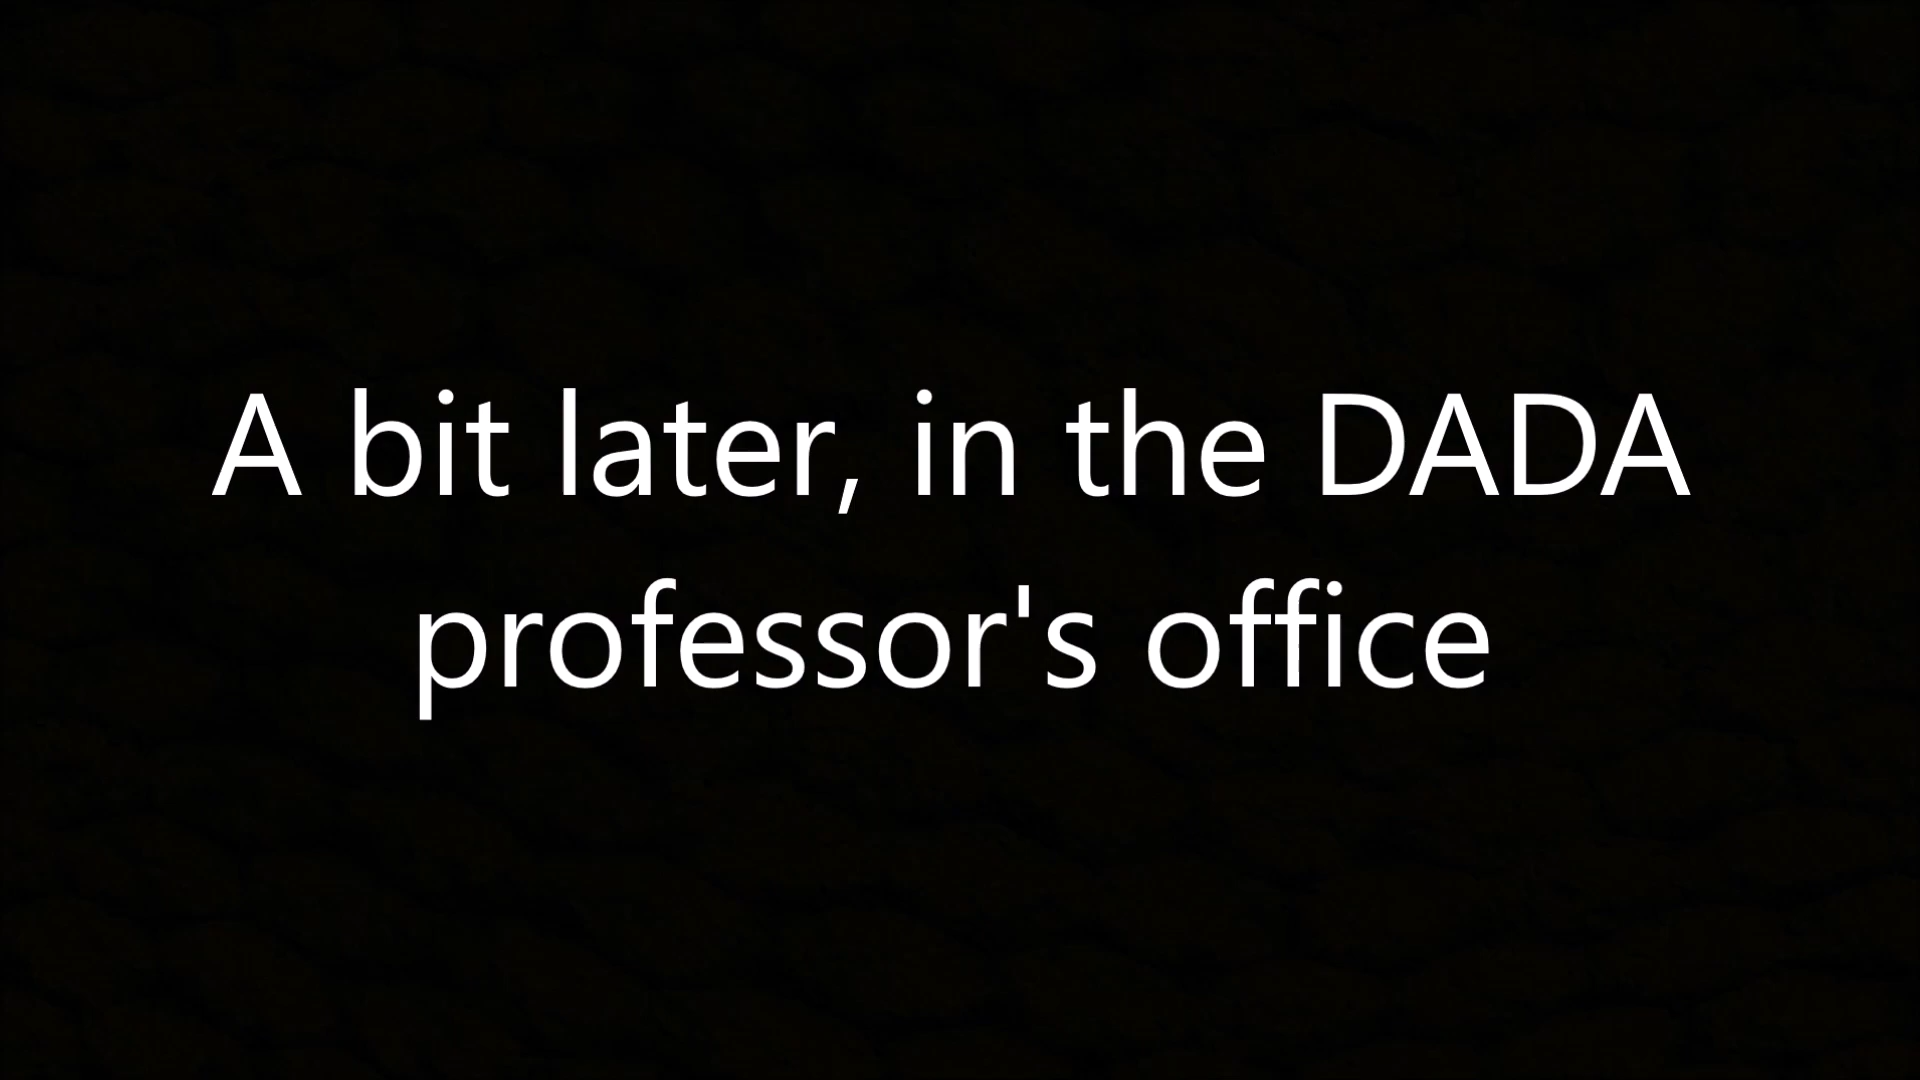 A bit later, in the DADA
professor's office